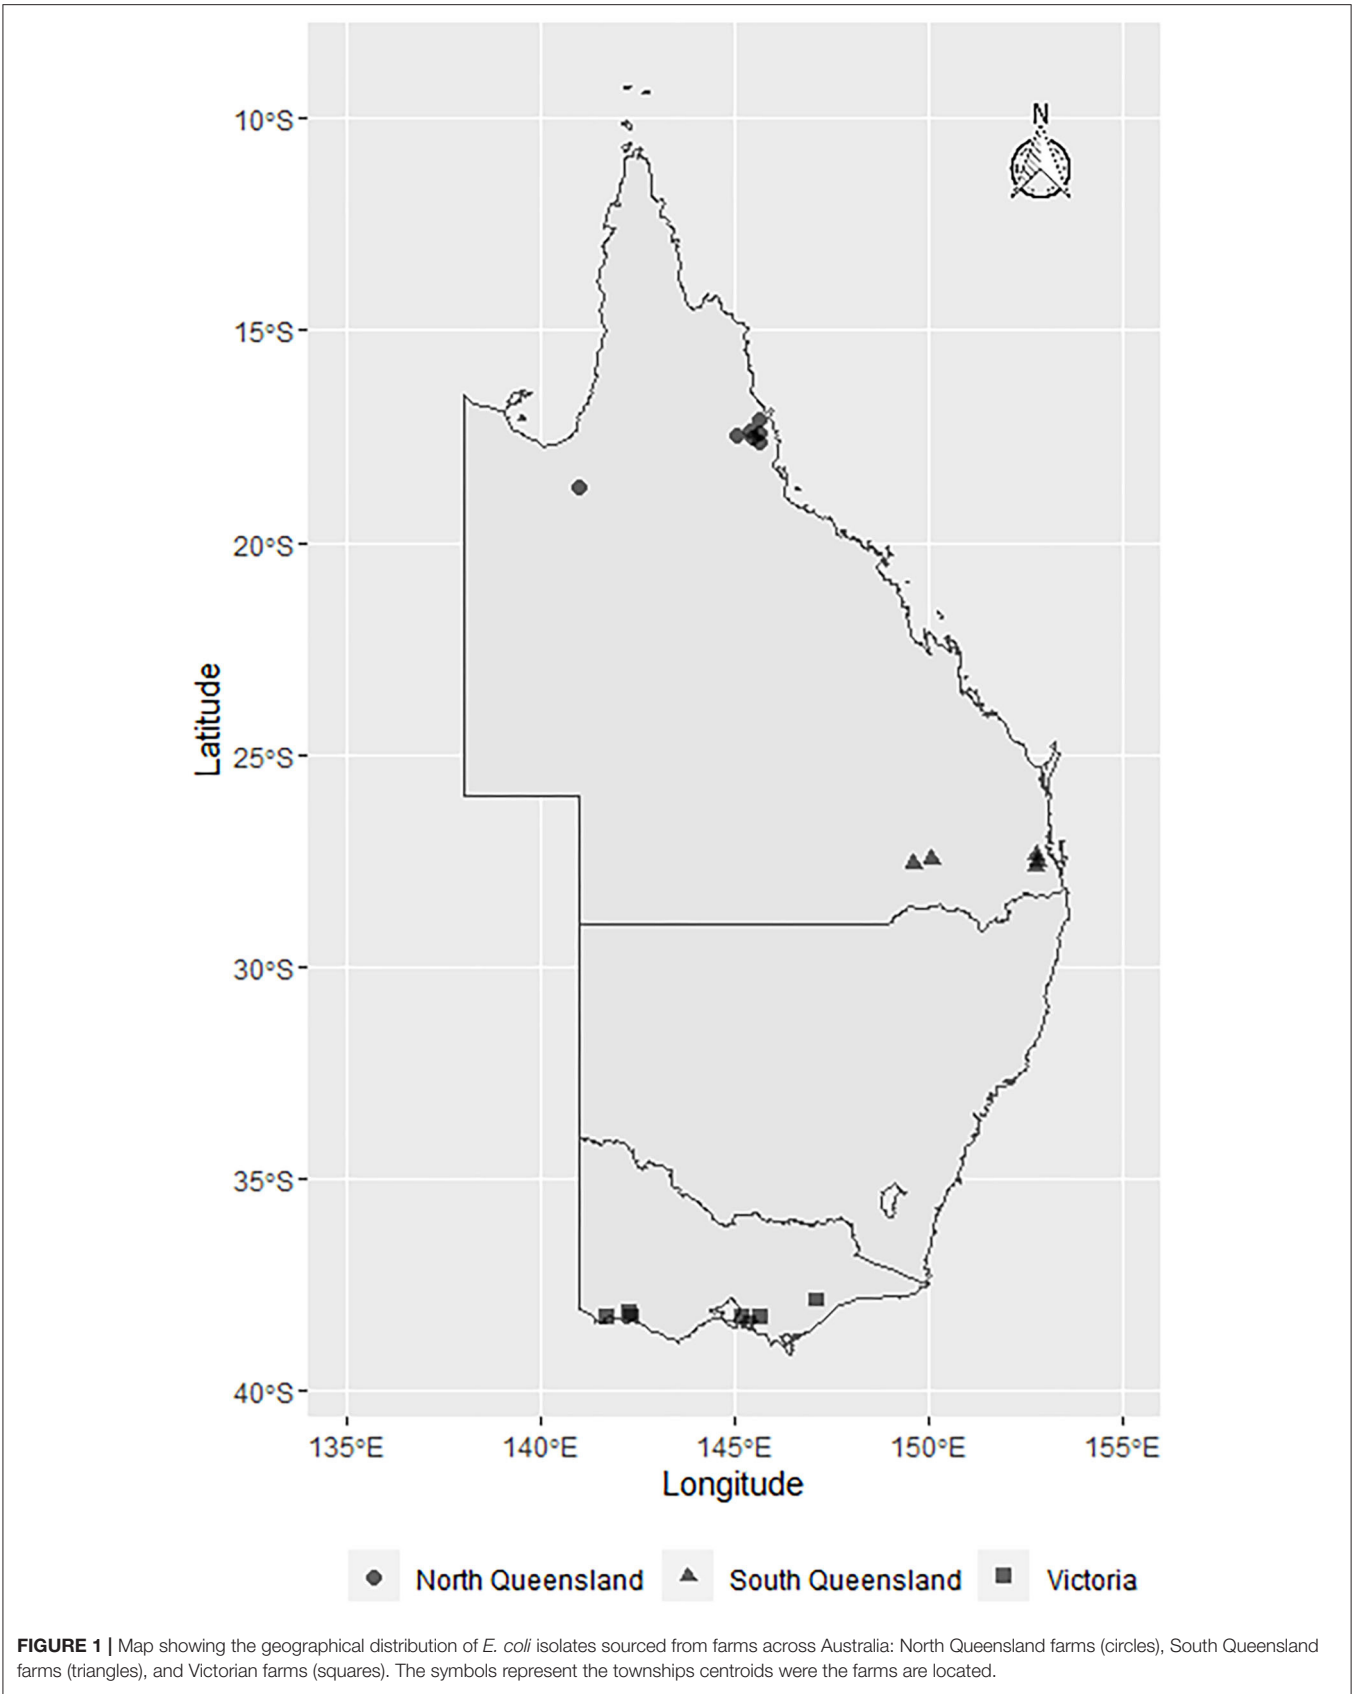 N
10°S
15°S
20°S
25°S
30°S
35°S
40°S
Latitude
135°E 140°E 145°E 150°E 155°E
Longitude
North Queensland South Queensland Victoria
FIGURE 1 | Map showing the geographical distribution of E. coli isolates sourced from farms across Australia: North Queensland farms (circles), South Queensland
farms (triangles), and Victorian farms (squares). The symbols represent the townships centroids were the farms are located.